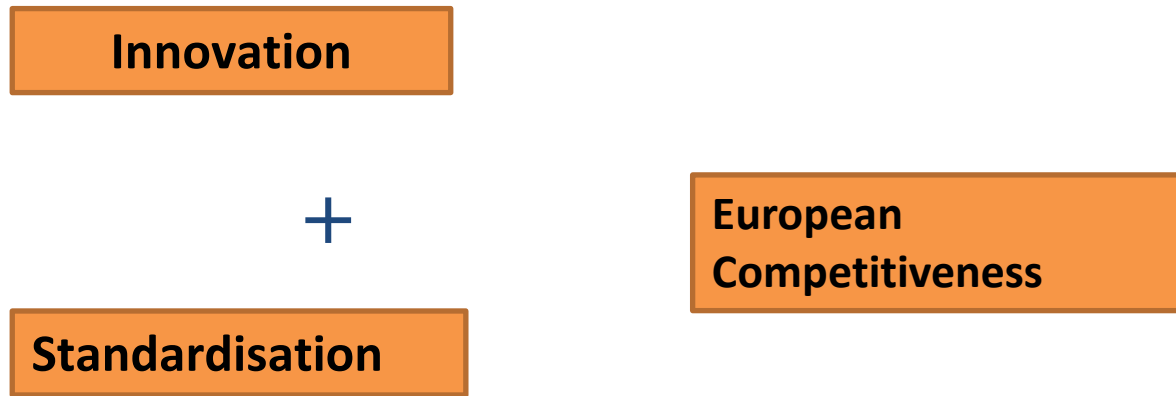 Innovation
+
Standardisation
European
Competitiveness